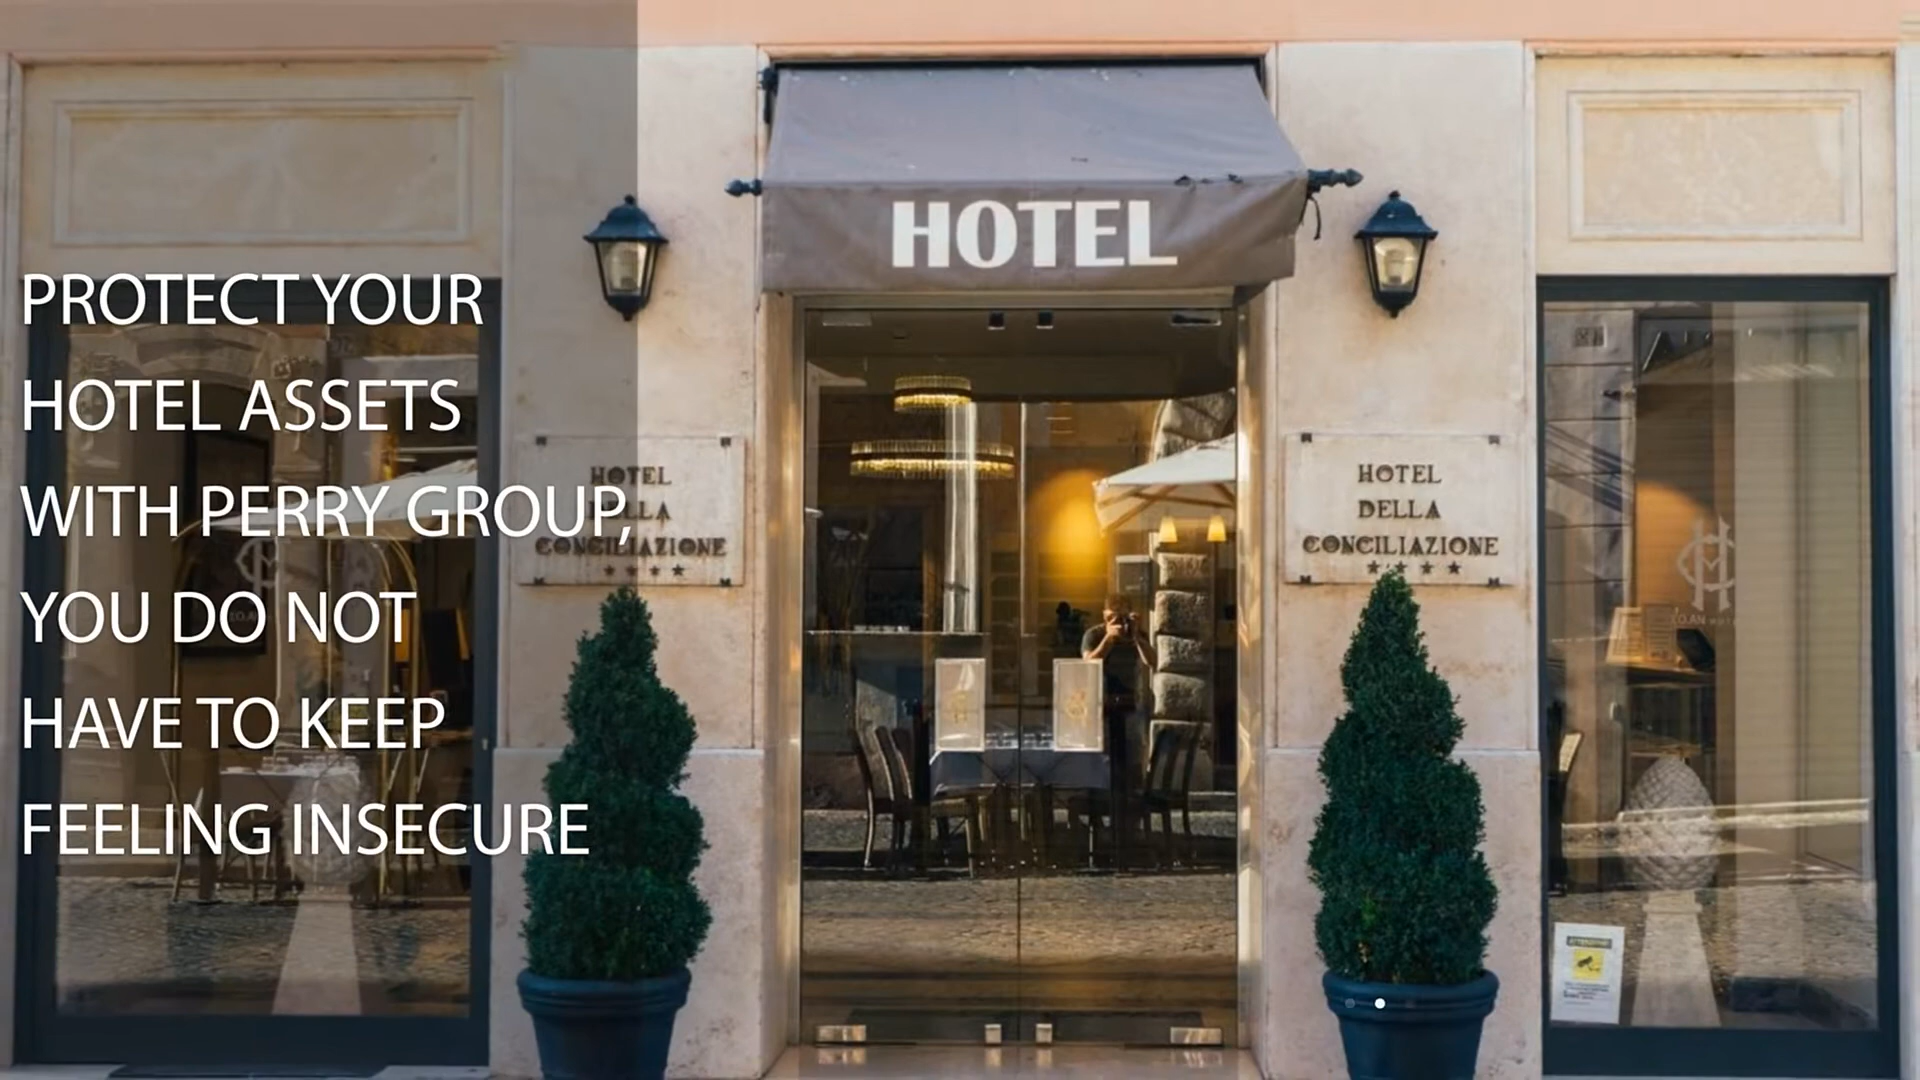 PROTECT YOUR
HOTEL ASSETS
WITH PERRY GROUP,
YOU DO NOT
HAVE TO KEEP
FEELING INSECURE
HOTEL
HOTEL
DELLA
CONCILIAZIONE
HOTEL
DELLA
CONCILIAZIONE